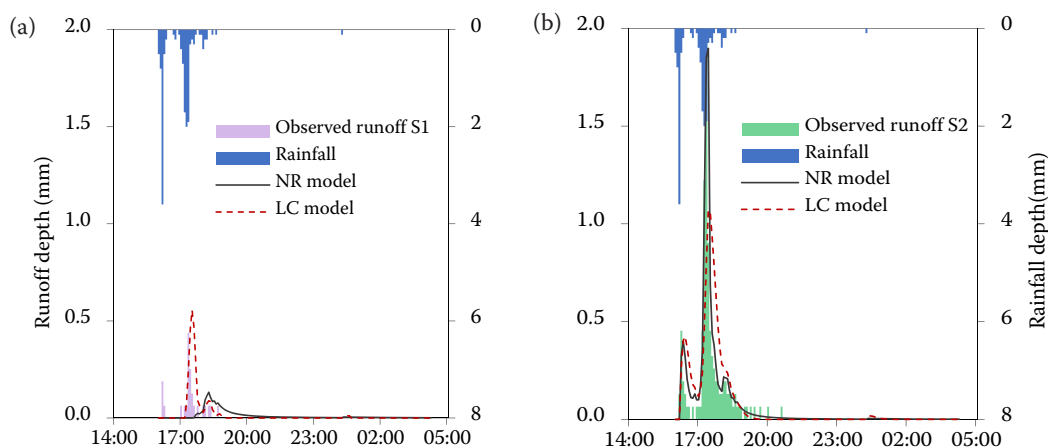 (a)
2.0
1.5
1.0
0.5
0.0
Runoff depth (mm)
0
2
4
6
8
Observed runoff S1
Rainfall
NR model
LC model
14:00 17:00 20:00 23:00 02:00 05:00
(b)
2.0
1.5
1.0
0.5
0.0
0
2
4
6
8
Rainfall depth(mm)
Observed runoff S2
Rainfall
NR model
LC model
14:00 17:00 20:00 23:00 02:00 05:00